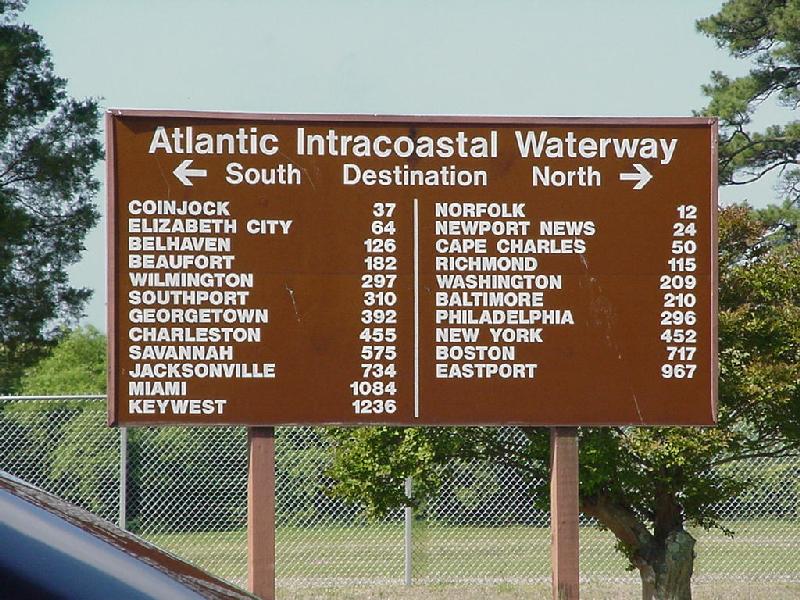 Atlantic Intracoastal Waterway
← South Destination North →
COINJOCK 37
ELIZABETH CITY 64
BELHAVEN 126
BEAUFORT 182
WILMINGTON 297
SOUTHPORT 310
GEORGETOWN 392
CHARLESTON 455
SAVANNAH 575
JACKSONVILLE 734
MIAMI 1084
KEYWEST 1236
NORFOLK 12
NEWPORT NEWS 24
CAPE CHARLES 50
RICHMOND 115
WASHINGTON 209
BALTIMORE 210
PHILADELPHIA 296
NEW YORK 452
BOSTON 717
EASTPORT 967